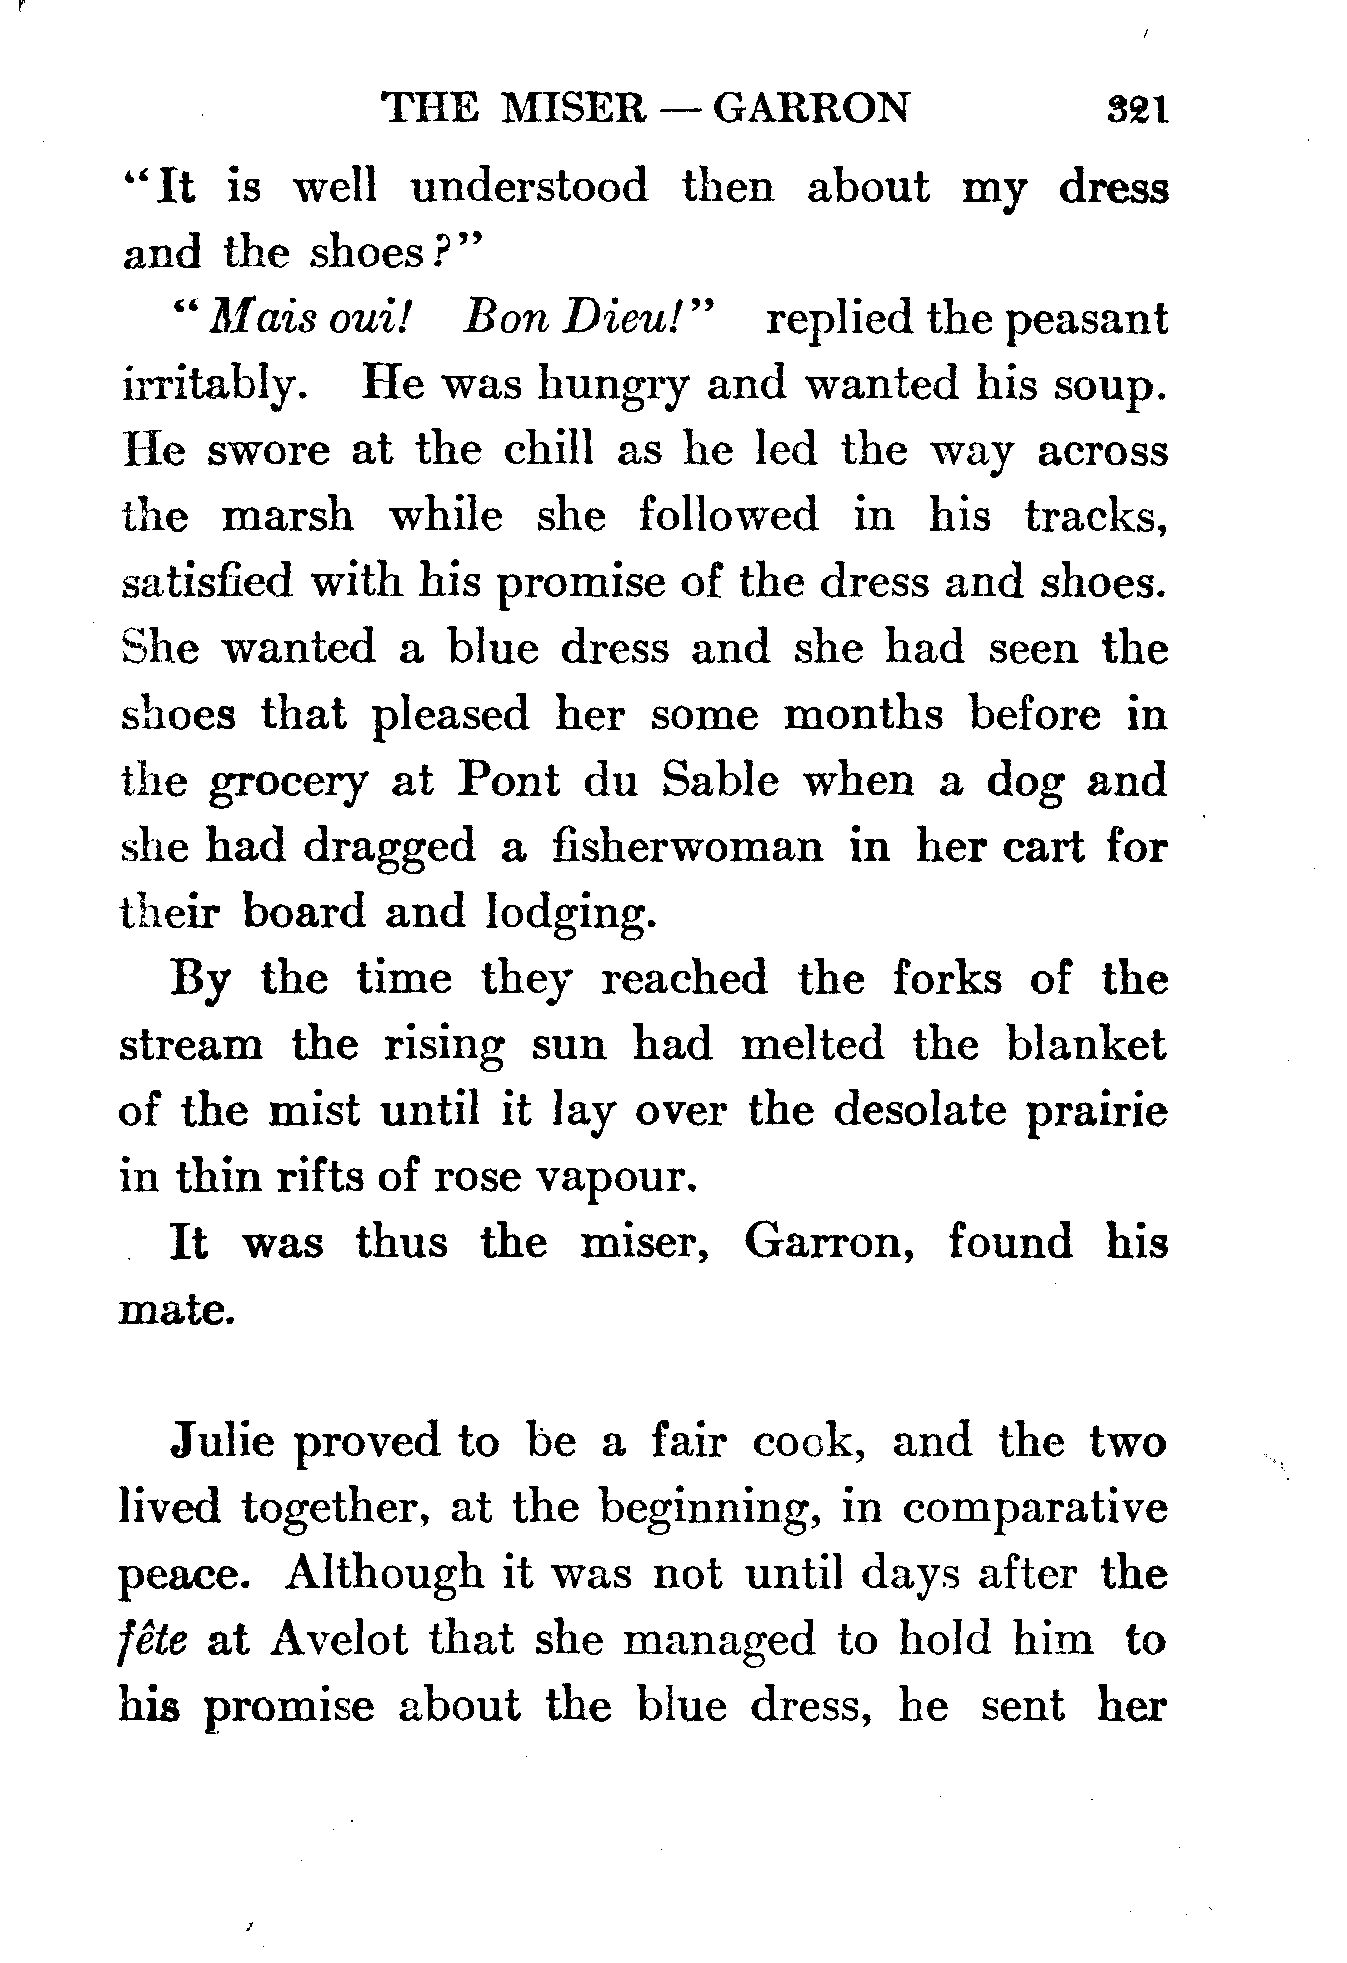 THE MISER — GARRON 321
"It is well understood then about my dress
and the shoes?"
"Mais oui! Bon Dieu!" replied the peasant
irritably. He was hungry and wanted his soup.
He swore at the chill as he led the way across
the marsh while she followed in his tracks,
satisfied with his promise of the dress and shoes.
She wanted a blue dress and she had seen the
shoes that pleased her some months before in
the grocery at Pont du Sable when a dog and
she had dragged a fisherwoman in her cart for
their board and lodging.
By the time they reached the forks of the
stream the rising sun had melted the blanket
of the mist until it lay over the desolate prairie
in thin rifts of rose vapour.
It was thus the miser, Garron, found his
mate.
Julie proved to be a fair cook, and the two
lived together, at the beginning, in comparative
peace. Although it was not until days after the
fête at Avelot that she managed to hold him to
his promise about the blue dress, he sent her